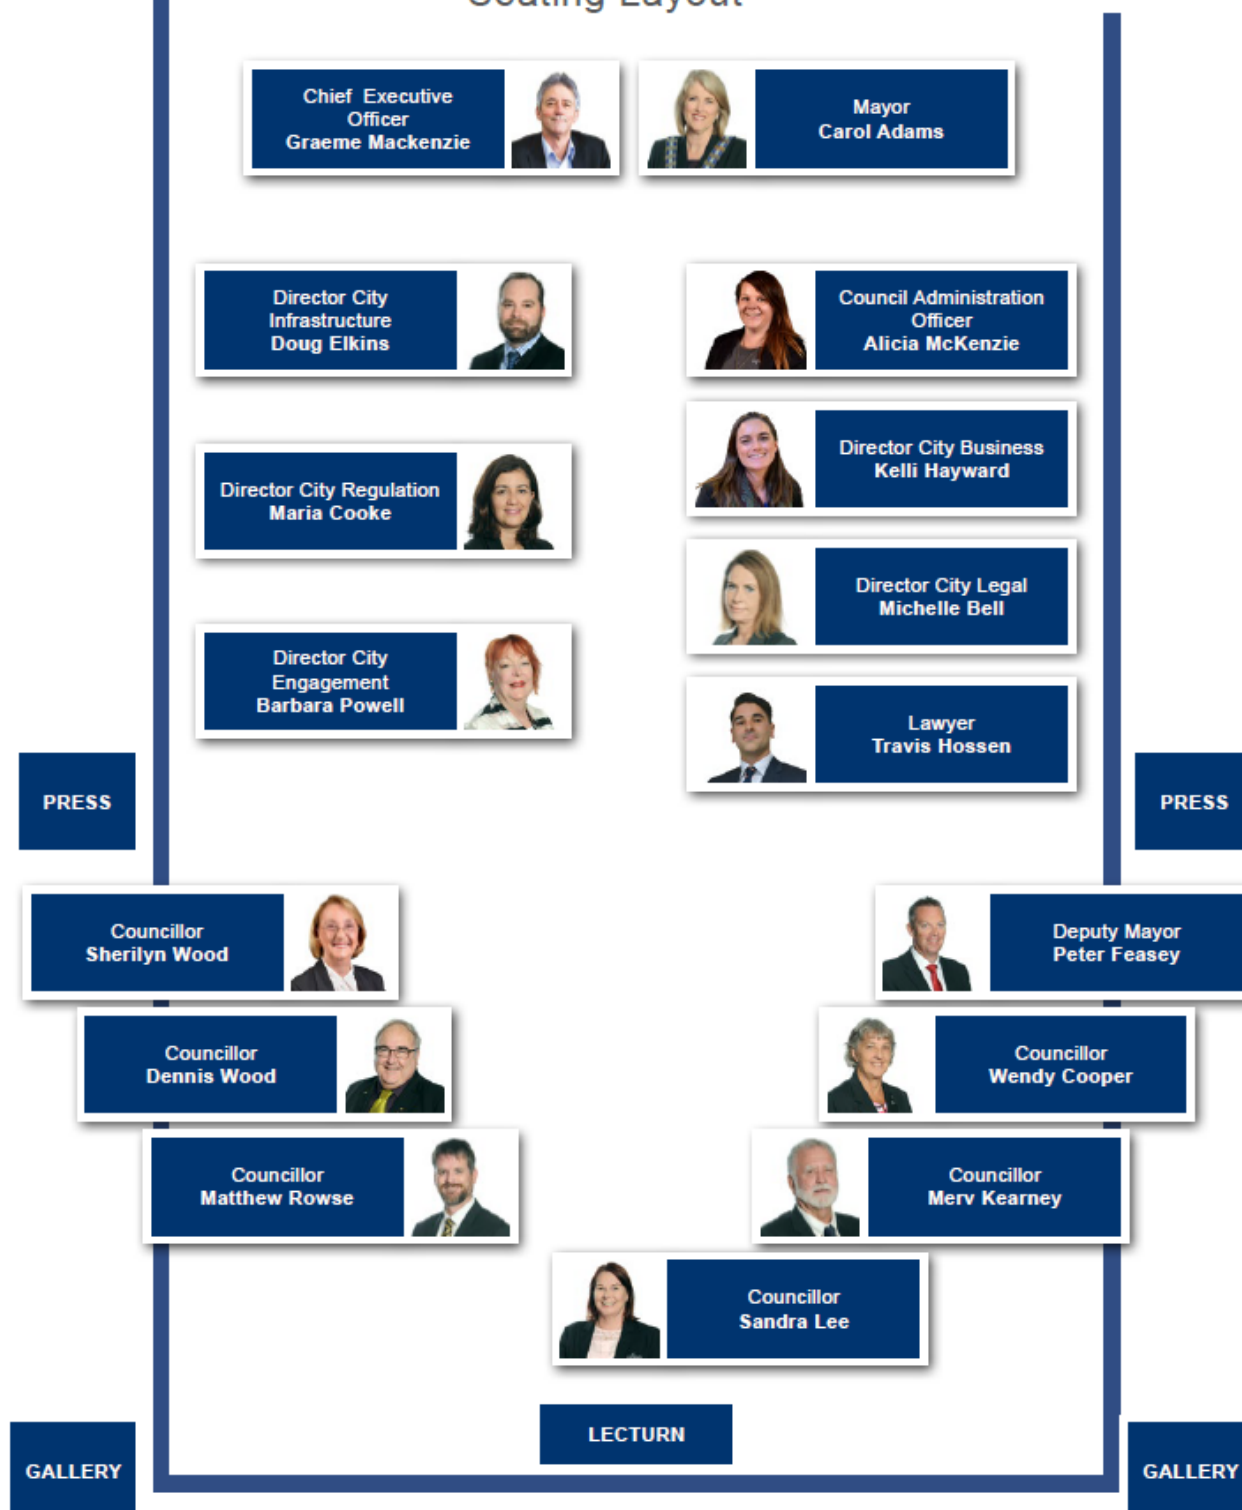 Seating Layout
Chief Executive
Officer
Graeme Mackenzie
Mayor
Carol Adams
Director City
Infrastructure
Doug Elkins
Council Administration
Officer
Alicia McKenzie
Director City Business
Kelli Hayward
Director City Regulation
Maria Cooke
Director City Legal
Michelle Bell
Director City
Engagement
Barbara Powell
Lawyer
Travis Hossen
PRESS
PRESS
Councillor
Sherilyn Wood
Deputy Mayor
Peter Feasey
Councillor
Dennis Wood
Councillor
Wendy Cooper
Councillor
Matthew Rowse
Councillor
Merv Kearney
Councillor
Sandra Lee
LECTURN
GALLERY
GALLERY